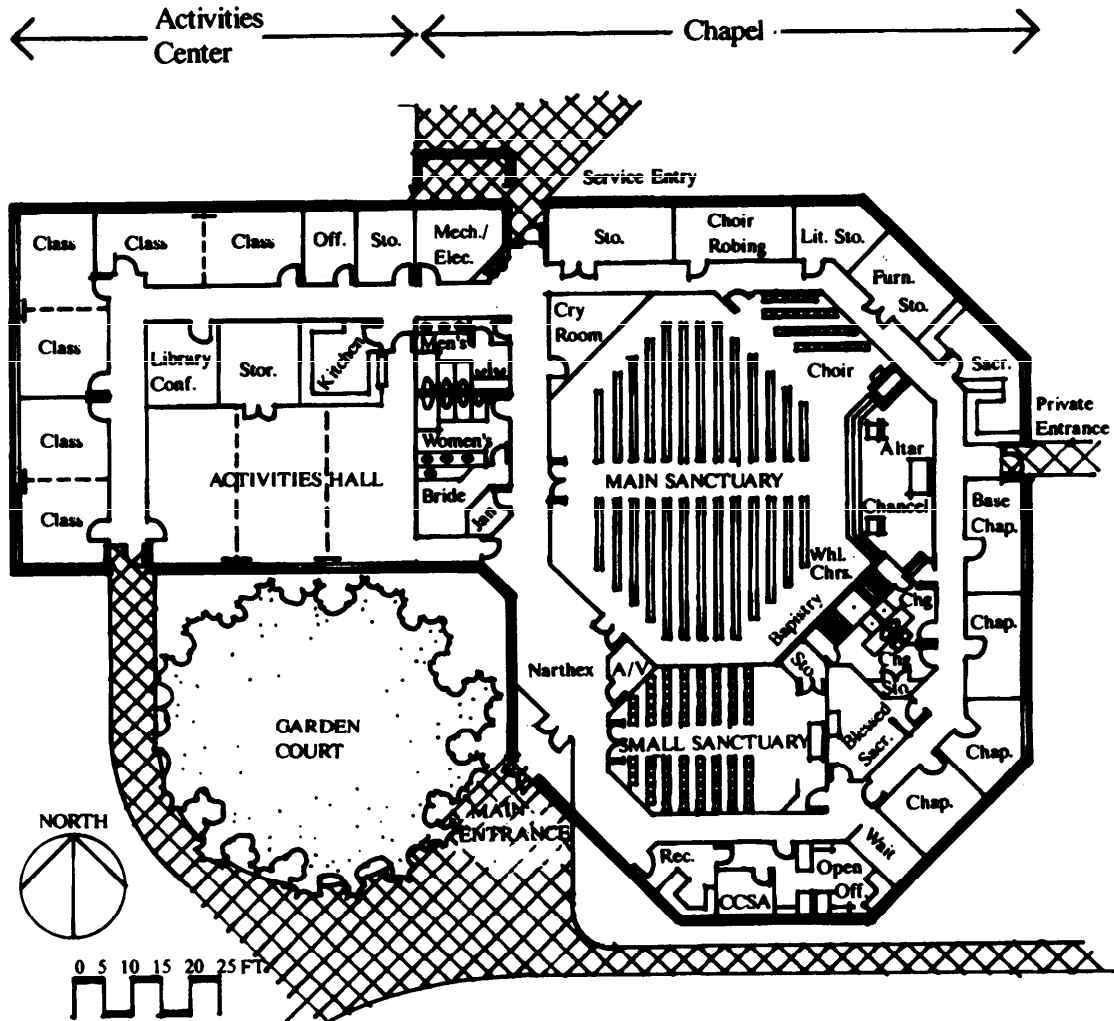 Activities
Center
Chapel
Service Entry
Class
Class
Class
Off.
Sto.
Mech./
Elec.
Sto.
Choir
Robing
Lit. Sto.
Furn.
Sto.
Cry
Room
Class
Library
Conf.
Stor.
Kitchen
Men's
Choir
Sacr.
Private
Entrance
Class
Women's
Altar
ACTIVITIES HALL
MAIN SANCTUARY
Bride
Jan
Chancel
Base
Chap.
Class
Whl.
Chrs.
Bapistry
Chg
Chap.
Narthex
A/V
Sto.
Chg
Sto.
GARDEN
COURT
SMALL SANCTUARY
Blessed
Sacr.
Chap.
Chap.
MAIN
ENTRANCE
NORTH
Rec.
CCSA
Open
Off.
Wait
0 5 10 15 20 25 FT.